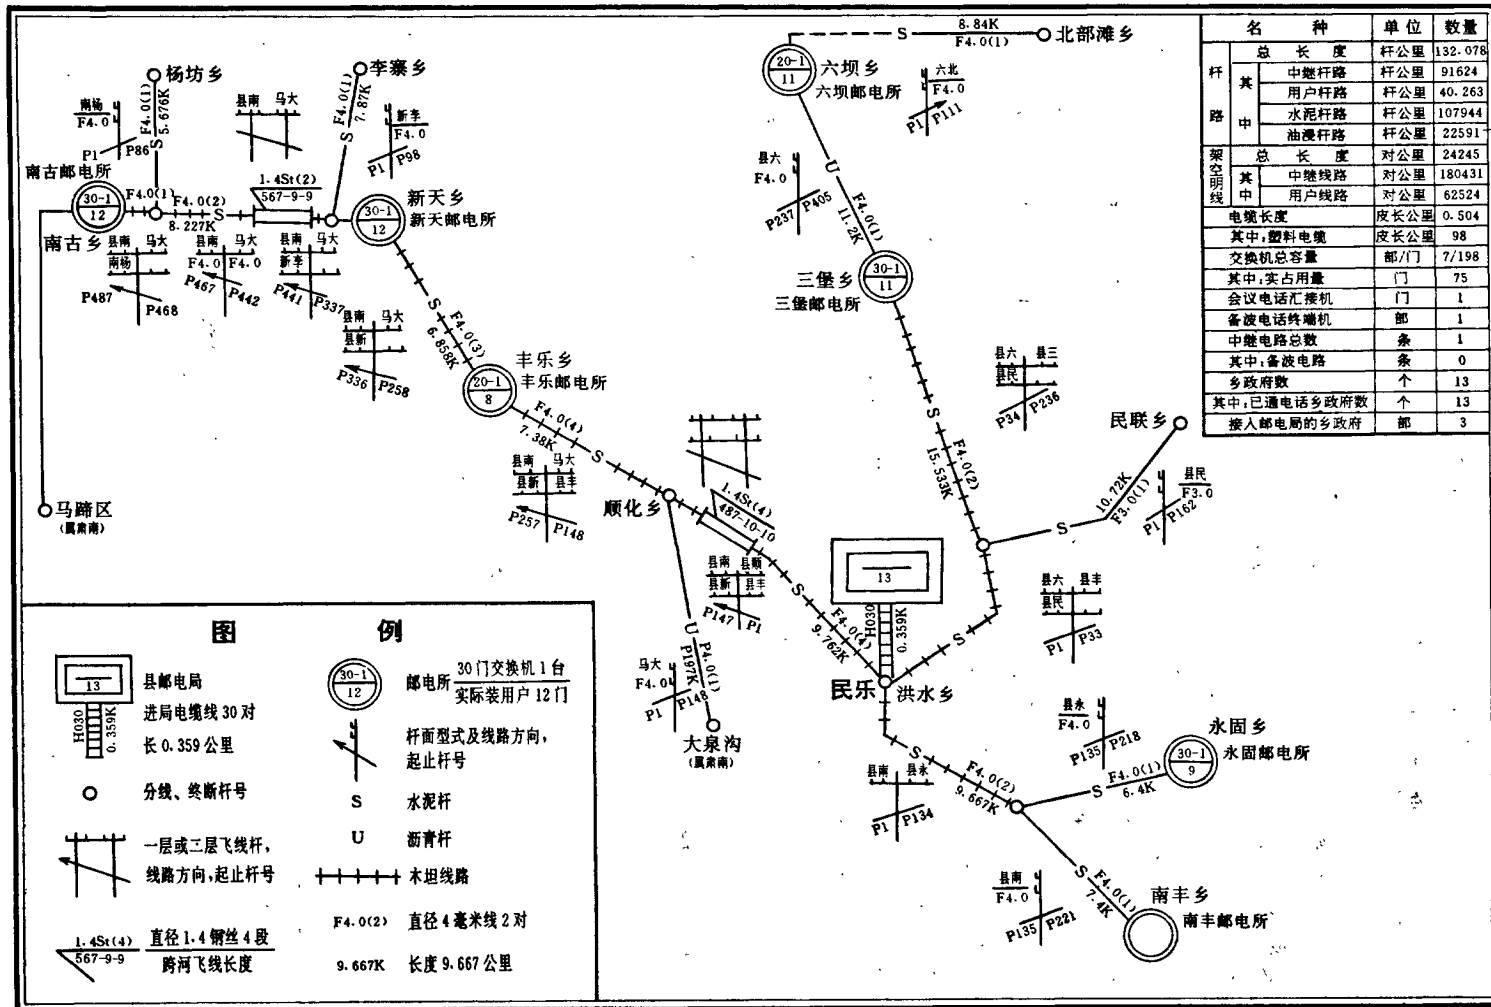 8.84K
F4.0(1)
北部滩乡
20-1
11
六坝乡
六坝邮电所
六北
F4.0
P1 P111
杨坊乡
F4.0(1)
5.676K
S
南杨
F4.0
P1 P86
县南 马大
李寨乡
F4.0(1)
7.87K
S
新李
F4.0
P1 P98
南古邮电所
30-1
12
南古乡
F4.0(1)
F4.0(2)
S
8.227K
1.4St(2)
567-9-9
30-1
12
新天乡
新天邮电所
县南 马大
南杨
P487 P468
县南 马大
F4.0 F4.0
P467 P442
县南 马大
新李
P441 P337
县六
F4.0
P237 P405
U
F4.0(1)
11.2K
三堡乡
三堡邮电所
30-1
11
S
F4.0(3)
6.858K
县南 马大
县新
P336 P258
丰乐乡
丰乐邮电所
20-1
8
F4.0(4)
7.38K
S
县南 马大
县新 县丰
P257 P148
县六 县三
县民
P34 P236
S
F4.0(2)
15.533K
民联乡
10.72K
F3.0(1)
S
县民
F3.0
P1 P162
马蹄区
(属肃南)
顺化乡
1.4St(4)
487-10-10
县南 县顺
县新 县丰
P147 P1
13
H030
0.359K
S
F4.0(4)
9.762K
S
县六 县丰
县民
P1 P33
U
P4.0(1)
P197K
马大
F4.0
P1 P148
大泉沟
(属肃南)
民乐
洪水乡
县南 县永
P1 P134
S
F4.0(2)
9.667K
县永
F4.0
P135 P218
永固乡
永固邮电所
30-1
9
F4.0(1)
S
6.4K
县南
F4.0
P135 P221
S
F4.0(1)
7.4K
南丰乡
南丰邮电所
名 种 单位 数量
杆路 总长度 杆公里 132.078
其中 中继杆路 杆公里 91624
用户杆路 杆公里 40.263
水泥杆路 杆公里 107944
油浸杆路 杆公里 22591
架空明线 总长度 对公里 24245
其中 中继线路 对公里 180431
用户线路 对公里 62524
电缆长度 皮长公里 0.504
其中:塑料电缆 皮长公里 98
交换机总容量 部/门 7/198
其中:实占用量 门 75
会议电话汇接机 门 1
备波电话终端机 部 1
中继电路总数 条 1
其中:备波电路 条 0
乡政府数 个 13
其中:已通电话乡政府数 个 13
接入邮电局的乡政府 部 3
图 例
13
H030
0.359K
县邮电局
进局电缆线 30 对
长 0.359 公里
分线、终断杆号
一层或三层飞线杆,
线路方向,起止杆号
1.4St(4)
567-9-9
直径 1.4 钢丝 4 段
跨河飞线长度
30-1
12
邮电所
30 门交换机 1 台
实际装用户 12 门
杆面型式及线路方向,
起止杆号
S 水泥杆
U 沥青杆
木坦线路
F4.0(2) 直径 4 毫米线 2 对
9.667K 长度 9.667 公里